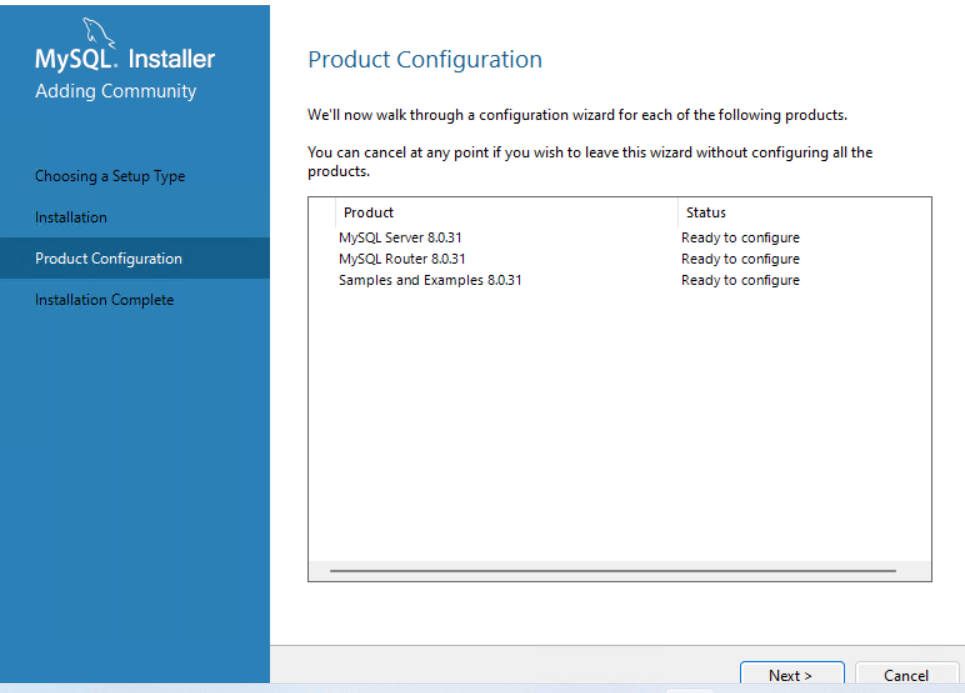 MySQL. Installer
Adding Community
Choosing a Setup Type
Installation
Product Configuration
Installation Complete
Product Configuration
We'll now walk through a configuration wizard for each of the following products.
You can cancel at any point if you wish to leave this wizard without configuring all the
products.
Product Status
MySQL Server 8.0.31 Ready to configure
MySQL Router 8.0.31 Ready to configure
Samples and Examples 8.0.31 Ready to configure
Next > Cancel